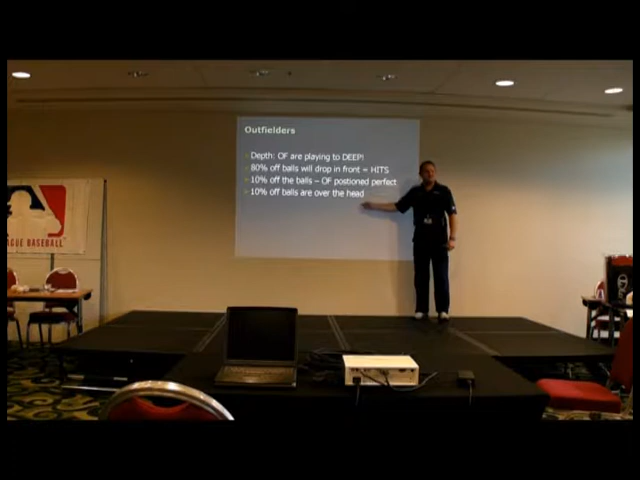 Outfielders
Depth: OF are playing to DEEP!
80% off balls will drop in front = HITS
10% off the balls – OF postioned perfect
10% off balls are over the head
AGUE BASEBALL